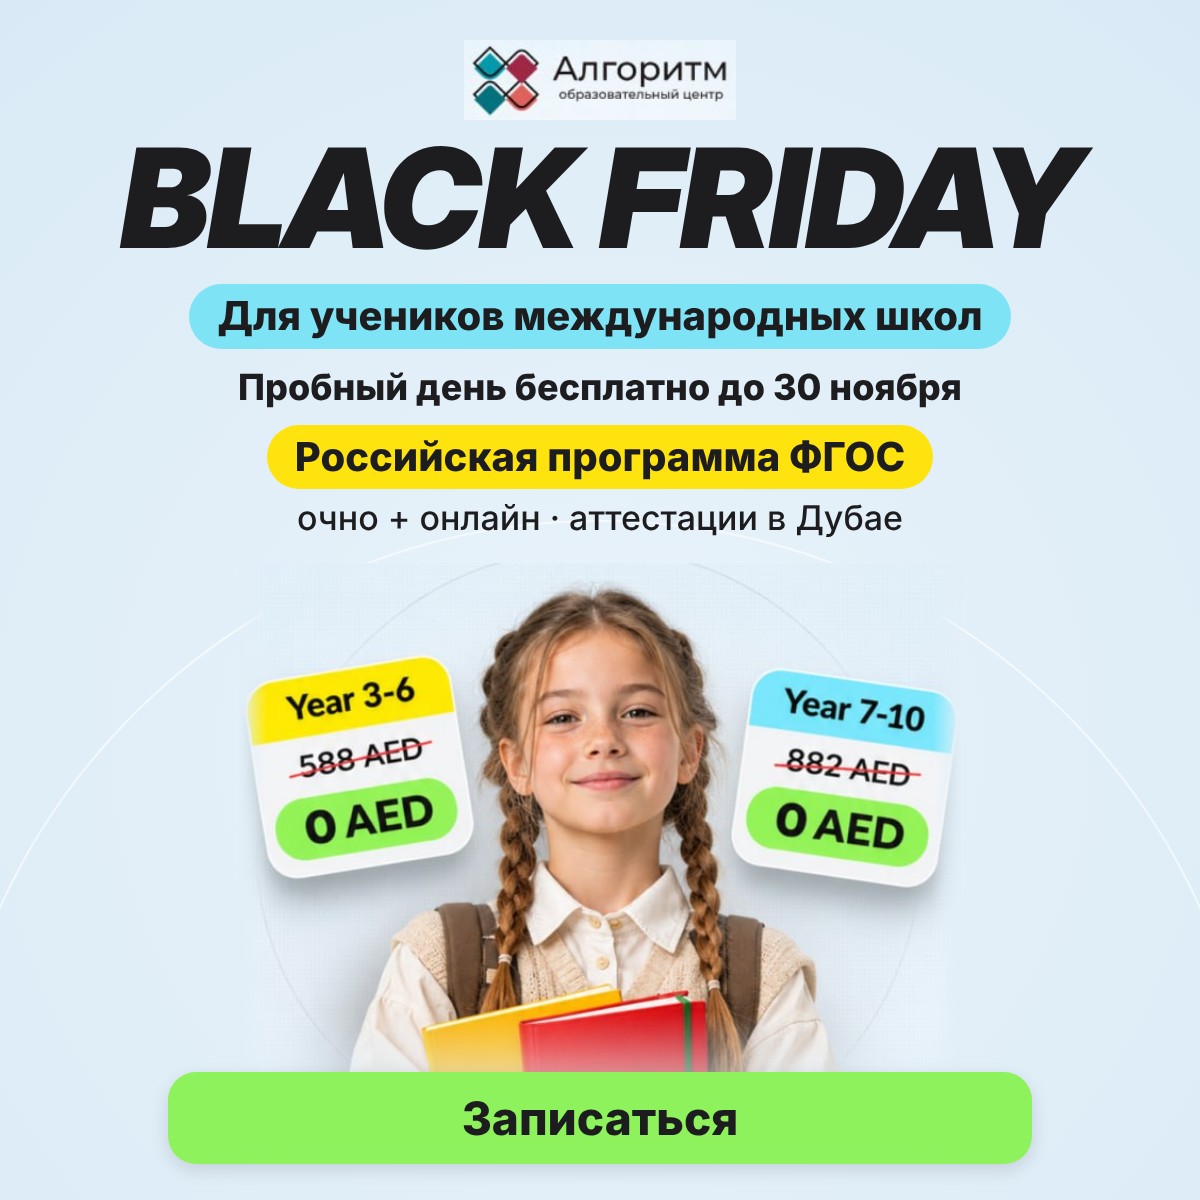 Алгоритм
образовательный центр
BLACK FRIDAY
Для учеников международных школ
Пробный день бесплатно до 30 ноября
Российская программа ФГОС
очно + онлайн · аттестации в Дубае
Year 3-6
588 AED
0 AED
Year 7-10
882 AED
0 AED
Записаться